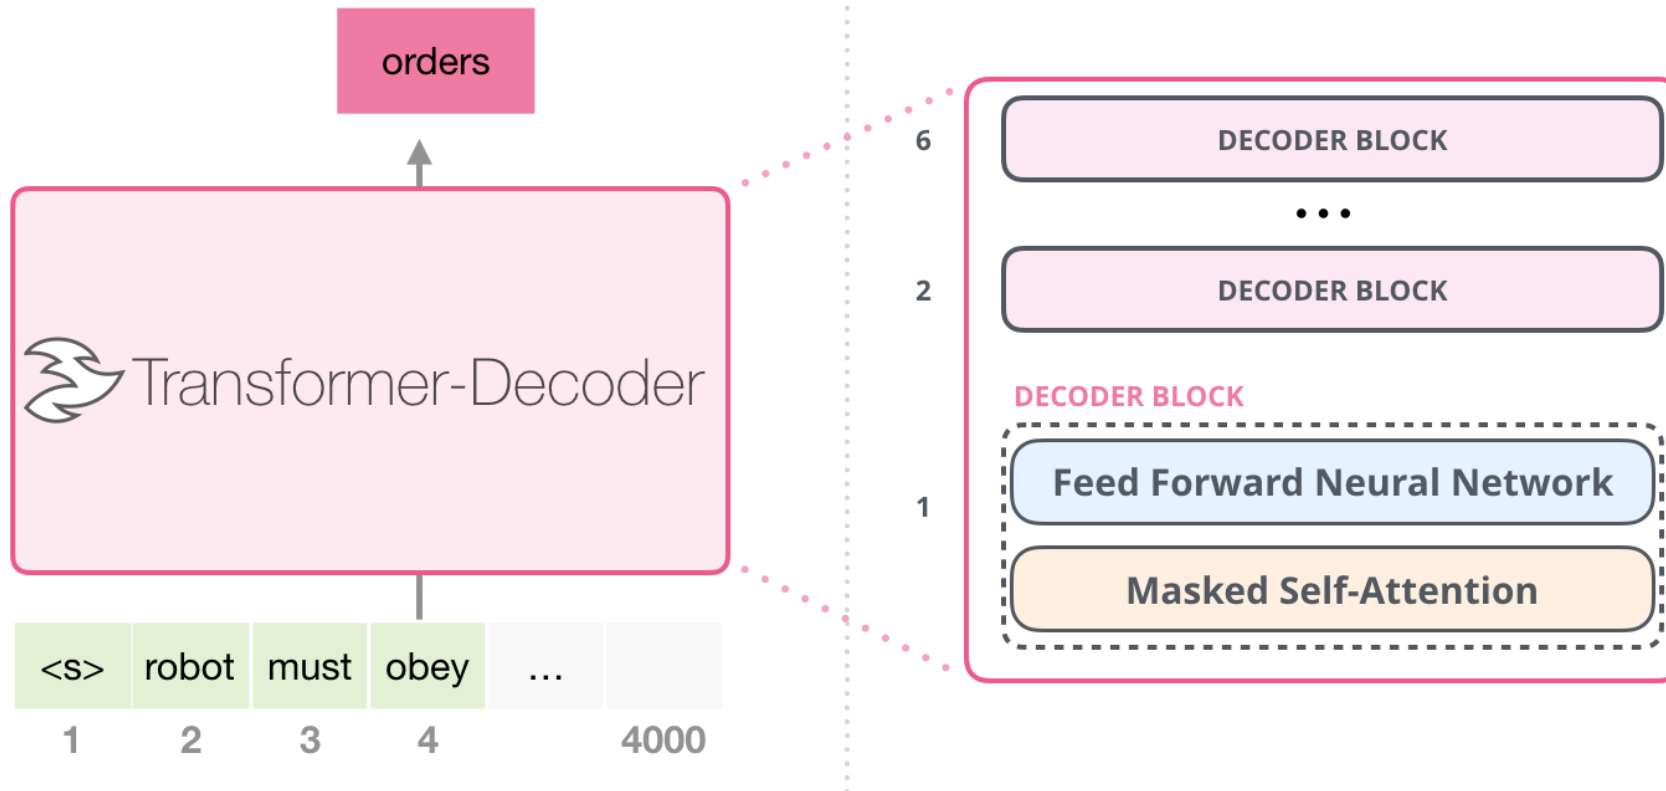 orders
Transformer-Decoder
<s> robot must obey ...
1 2 3 4 4000
6 DECODER BLOCK
...
2 DECODER BLOCK
DECODER BLOCK
1
Feed Forward Neural Network
Masked Self-Attention